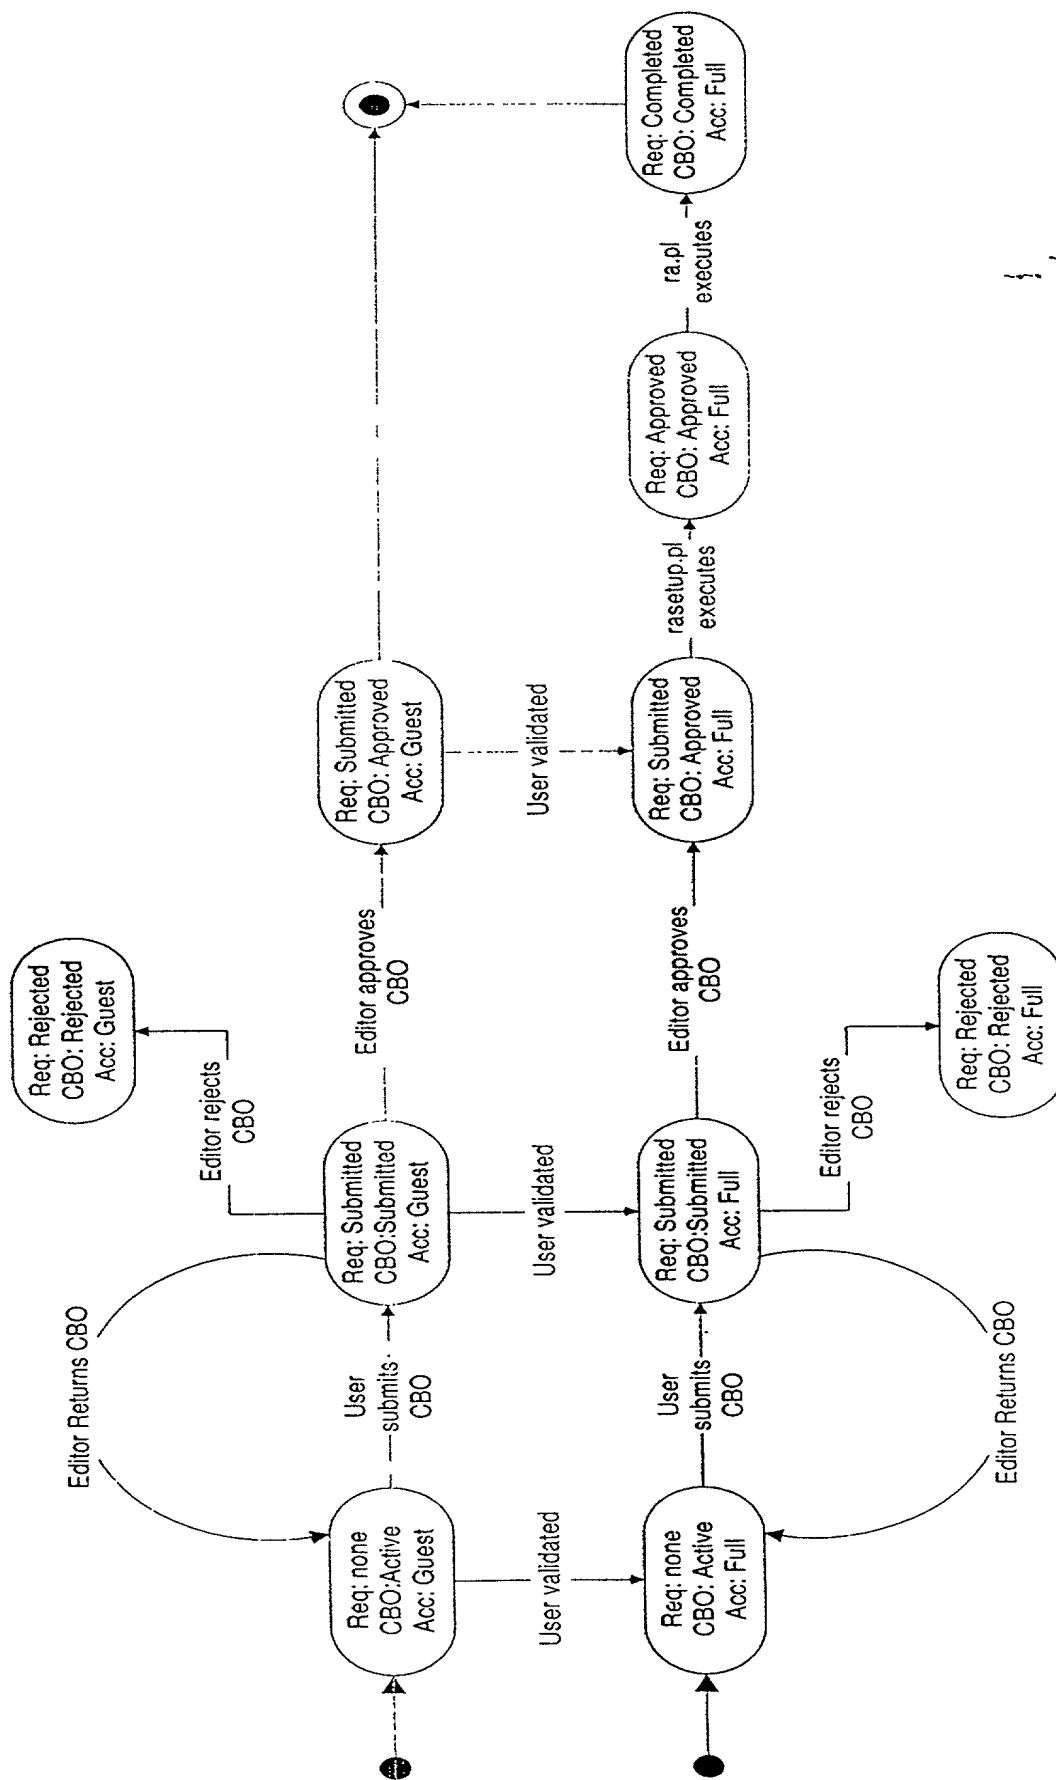 Req: Rejected
CBO: Rejected
Acc: Guest
Editor rejects
CBO
Editor Returns CBO
Req: none
CBO:Active
Acc: Guest
User
submits
CBO
Req: Submitted
CBO:Submitted
Acc: Guest
Editor approves
CBO
Req: Submitted
CBO: Approved
Acc: Guest
User validated
User validated
User validated
Req: none
CBO: Active
Acc: Full
User
submits
CBO
Req: Submitted
CBO:Submitted
Acc: Full
Editor approves
CBO
Req: Submitted
CBO: Approved
Acc: Full
rasetup.pl
executes
Req: Approved
CBO: Approved
Acc: Full
ra.pl
executes
Req: Completed
CBO: Completed
Acc: Full
Editor Returns CBO
Editor rejects
CBO
Req: Rejected
CBO: Rejected
Acc: Full